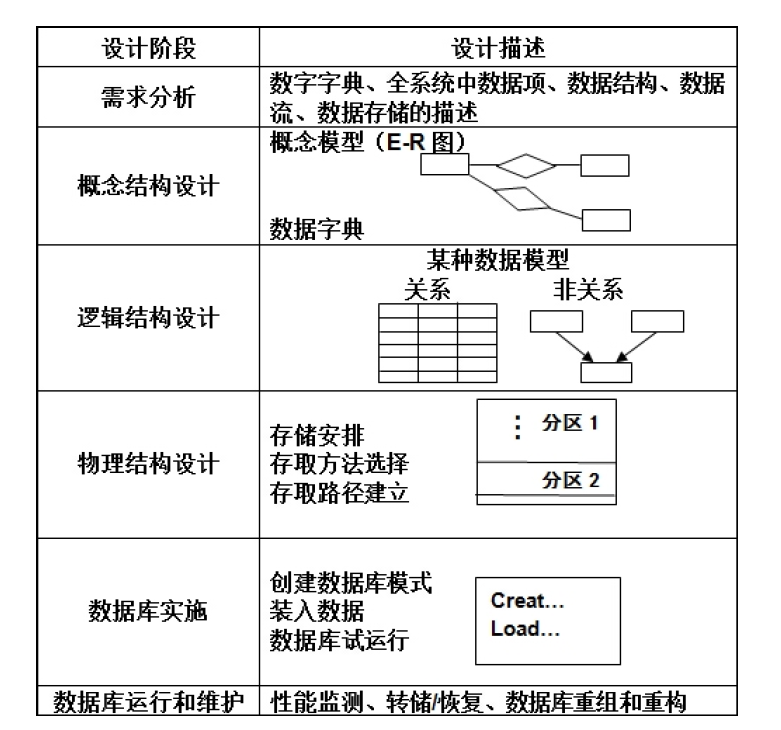 设计阶段 设计描述
需求分析 数字字典、全系统中数据项、数据结构、数据
流、数据存储的描述
概念结构设计 概念模型（E-R 图）
数据字典
逻辑结构设计 某种数据模型
关系 非关系
物理结构设计 存储安排
存取方法选择
存取路径建立
⋮ 分区 1
分区 2
数据库实施 创建数据库模式
装入数据
数据库试运行
Creat...
Load...
数据库运行和维护 性能监测、转储/恢复、数据库重组和重构